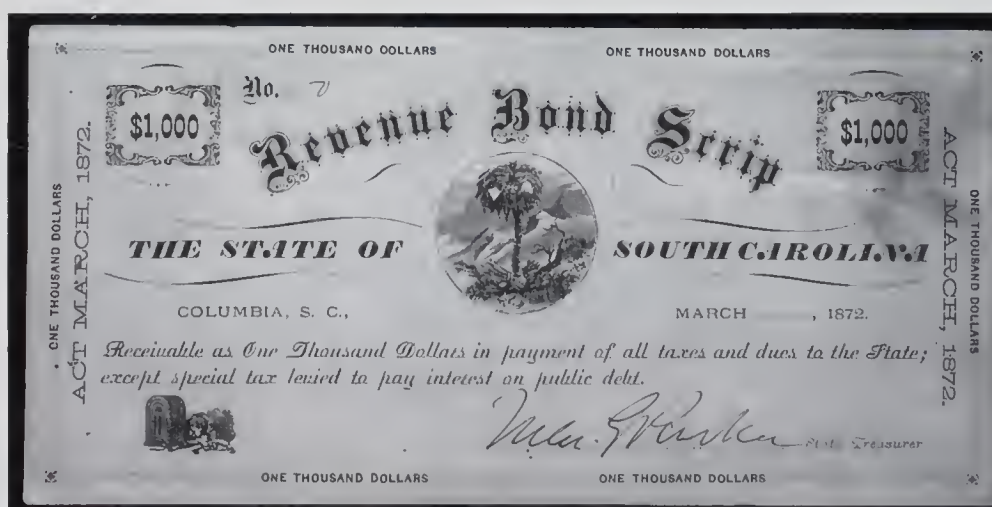 ONE THOUSAND DOLLARS ONE THOUSAND DOLLARS
No.
$1,000 Revenue Bond Scrip $1,000
THE STATE OF SOUTH CAROLINA
COLUMBIA, S. C., MARCH , 1872.
Receivable as One Thousand Dollars in payment of all taxes and dues to the State;
except special tax levied to pay interest on public debt.
Parker State Treasurer
ONE THOUSAND DOLLARS ONE THOUSAND DOLLARS
ONE THOUSAND DOLLARS
ACT MARCH, 1872.
ACT MARCH, 1872.
ONE THOUSAND DOLLARS